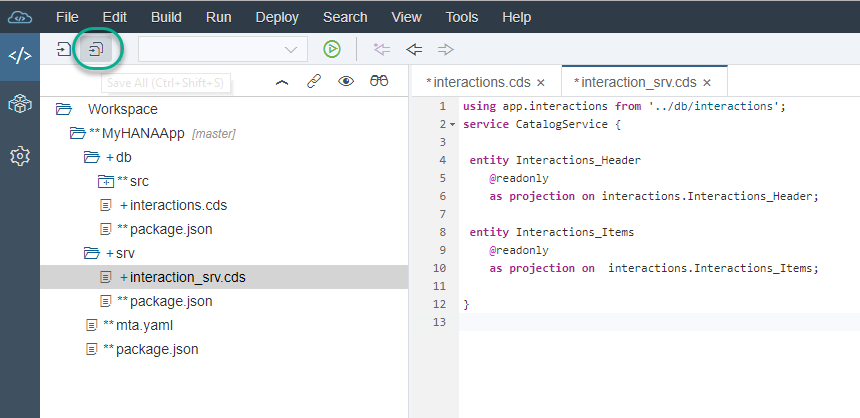 File Edit Build Run Deploy Search View Tools Help
Save All (Ctrl+Shift+S)
*interactions.cds × *interaction_srv.cds ×
Workspace
**MyHANAApp [master]
+db
**src
+interactions.cds
**package.json
+srv
+interaction_srv.cds
**package.json
**mta.yaml
**package.json
1 using app.interactions from '../db/interactions';
2 service CatalogService {
3
4 entity Interactions_Header
5 @readonly
6 as projection on interactions.Interactions_Header;
7
8 entity Interactions_Items
9 @readonly
10 as projection on  interactions.Interactions_Items;
11
12 }
13